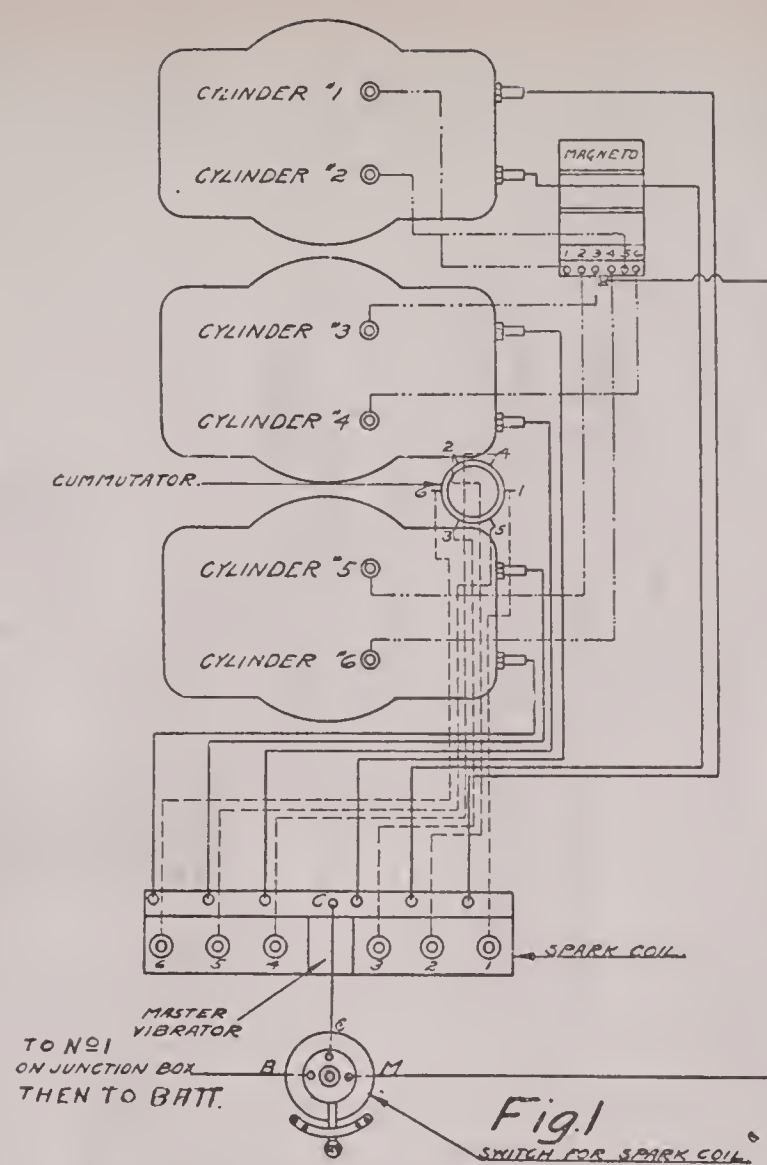 CYLINDER #1
CYLINDER #2
MAGNETO
1 2 3 4 5 6
CYLINDER #3
CYLINDER #4
2 4
CUMMUTATOR.
6 1
3 5
CYLINDER #5
CYLINDER #6
C
6 5 4 3 2 1
SPARK COIL.
MASTER
VIBRATOR
C
TO Nº1
ON JUNCTION BOX
THEN TO BATT.
B M
Fig.1
SWITCH FOR SPARK COIL.